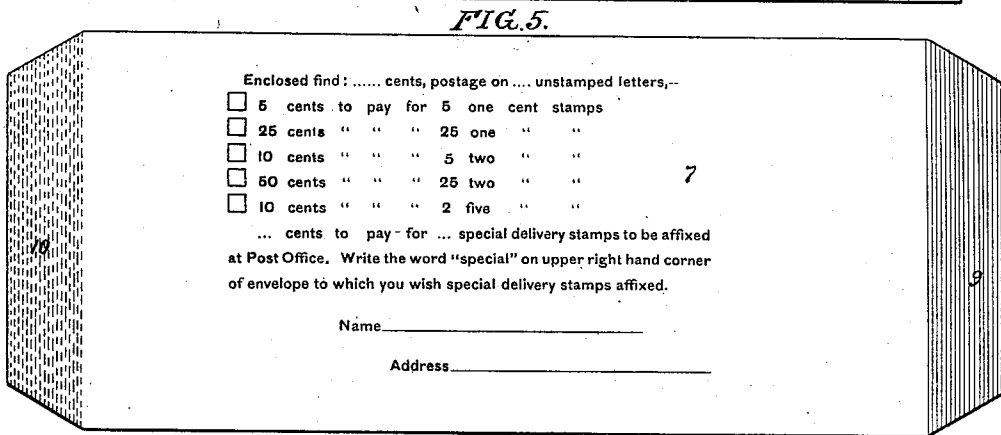 FIG.5.
Enclosed find: ...... cents, postage on .... unstamped letters,--
5 cents to pay for 5 one cent stamps
25 cents " " " 25 one " "
10 cents " " " 5 two " "
50 cents " " " 25 two " "
10 cents " " " 2 five " "
7
... cents to pay - for ... special delivery stamps to be affixed
at Post Office. Write the word "special" on upper right hand corner
of envelope to which you wish special delivery stamps affixed.
10
9
Name
Address